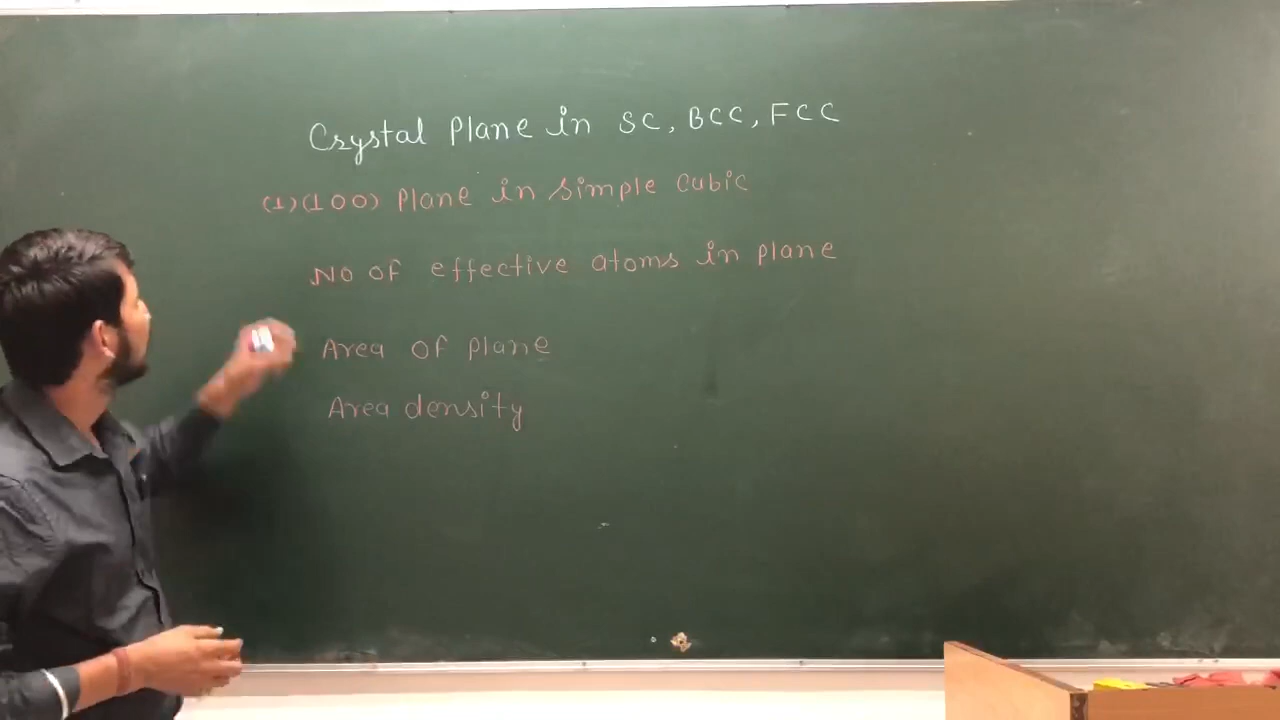 Crystal Plane in SC, BCC, FCC
(1) (100) Plane in Simple Cubic
No of effective atoms in plane
Area of plane
Area density